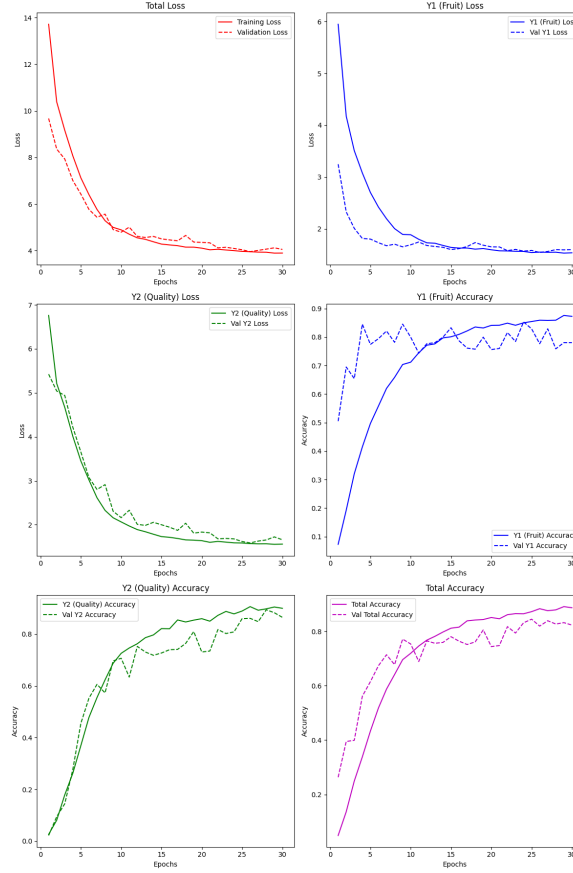 Total Loss
Training Loss
Validation Loss
14
12
10
8
6
4
Loss
0 5 10 15 20 25 30
Epochs
Y1 (Fruit) Loss
Y1 (Fruit) Loss
Val Y1 Loss
6
5
4
3
2
Loss
0 5 10 15 20 25 30
Epochs
Y2 (Quality) Loss
Y2 (Quality) Loss
Val Y2 Loss
7
6
5
4
3
2
Loss
0 5 10 15 20 25 30
Epochs
Y1 (Fruit) Accuracy
0.9
0.8
0.7
0.6
0.5
0.4
0.3
0.2
0.1
Accuracy
Y1 (Fruit) Accurac
Val Y1 Accuracy
0 5 10 15 20 25 30
Epochs
Y2 (Quality) Accuracy
Y2 (Quality) Accuracy
Val Y2 Accuracy
0.8
0.6
0.4
0.2
0.0
Accuracy
0 5 10 15 20 25 30
Epochs
Total Accuracy
Total Accuracy
Val Total Accuracy
0.8
0.6
0.4
0.2
Accuracy
0 5 10 15 20 25 30
Epochs